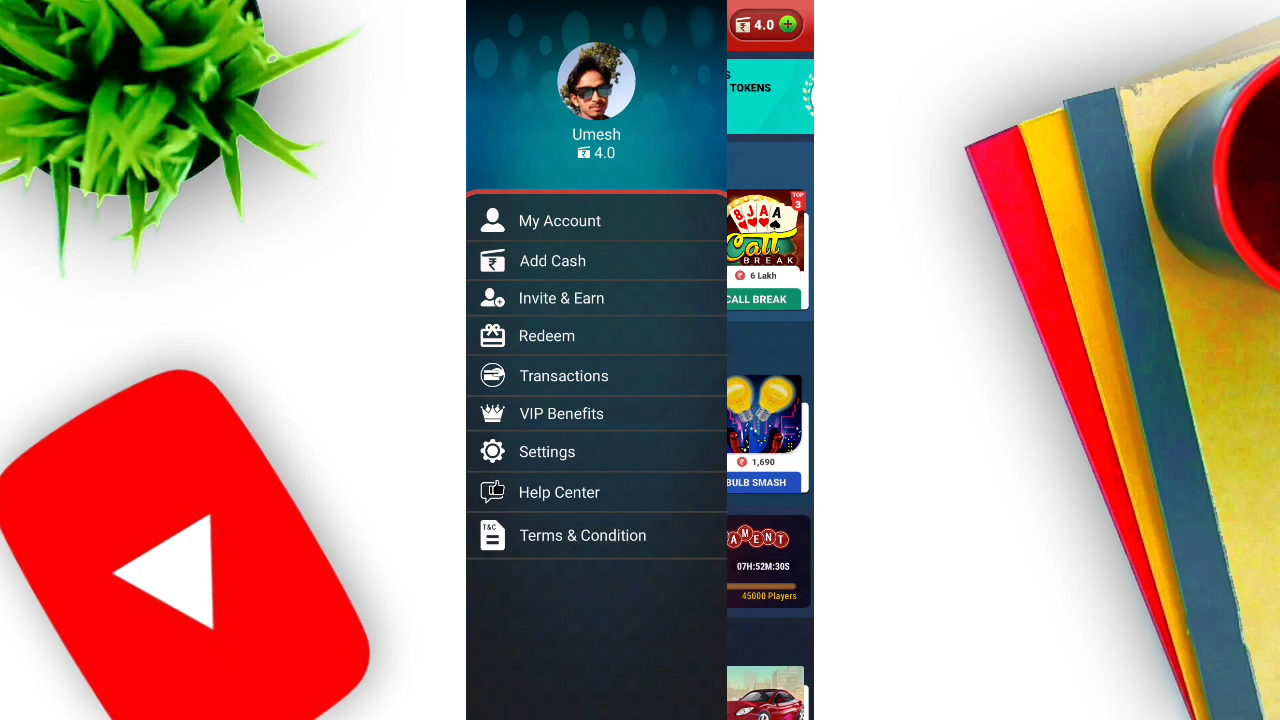 Umesh
4.0
My Account
Add Cash
Invite & Earn
Redeem
Transactions
VIP Benefits
Settings
Help Center
T&C
Terms & Condition
4.0
S
TOKENS
TOP
3
8 J A A
Call
BREAK
6 Lakh
CALL BREAK
1,690
BULB SMASH
AMENT
07H:52M:30S
45000 Players